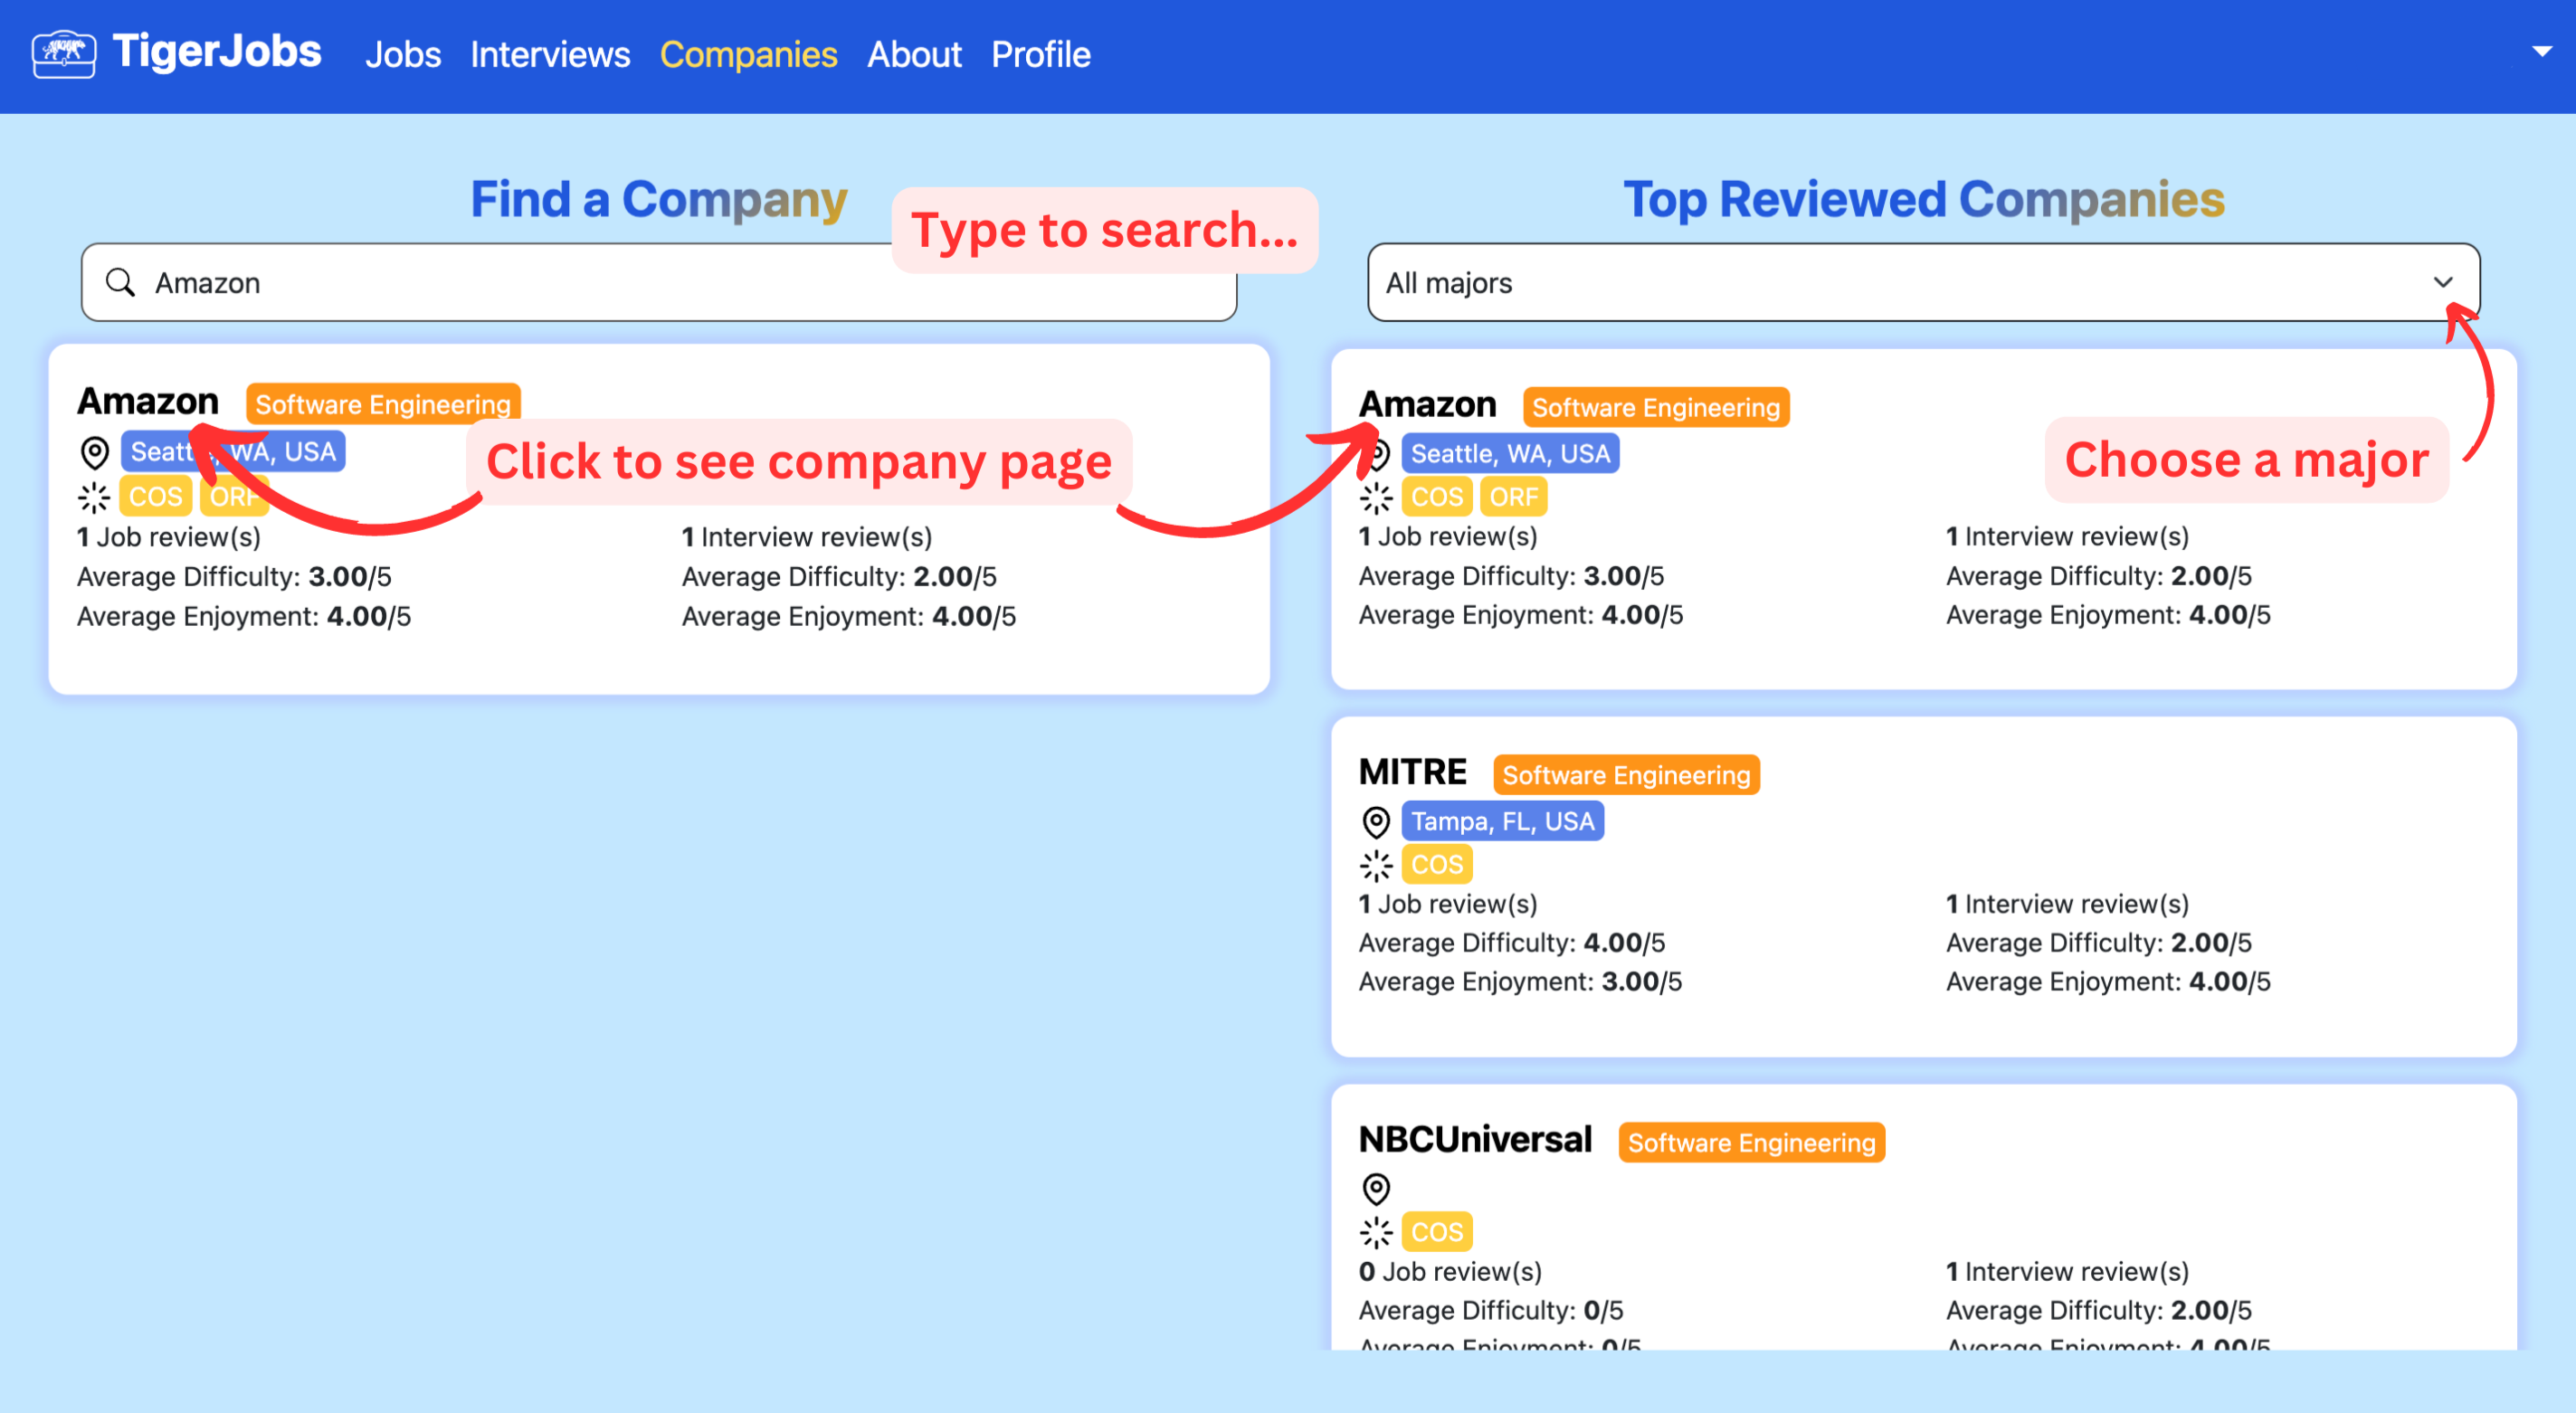 TigerJobs Jobs Interviews Companies About Profile
Find a Company
Type to search...
Amazon
Amazon Software Engineering
Seattle, WA, USA
Click to see company page
COS ORF
1 Job review(s) 1 Interview review(s)
Average Difficulty: 3.00/5 Average Difficulty: 2.00/5
Average Enjoyment: 4.00/5 Average Enjoyment: 4.00/5
Top Reviewed Companies
All majors
Choose a major
Amazon Software Engineering
Seattle, WA, USA
COS ORF
1 Job review(s) 1 Interview review(s)
Average Difficulty: 3.00/5 Average Difficulty: 2.00/5
Average Enjoyment: 4.00/5 Average Enjoyment: 4.00/5
MITRE Software Engineering
Tampa, FL, USA
COS
1 Job review(s) 1 Interview review(s)
Average Difficulty: 4.00/5 Average Difficulty: 2.00/5
Average Enjoyment: 3.00/5 Average Enjoyment: 4.00/5
NBCUniversal Software Engineering
COS
0 Job review(s) 1 Interview review(s)
Average Difficulty: 0/5 Average Difficulty: 2.00/5
Average Enjoyment: 0/5 Average Enjoyment: 4.00/5